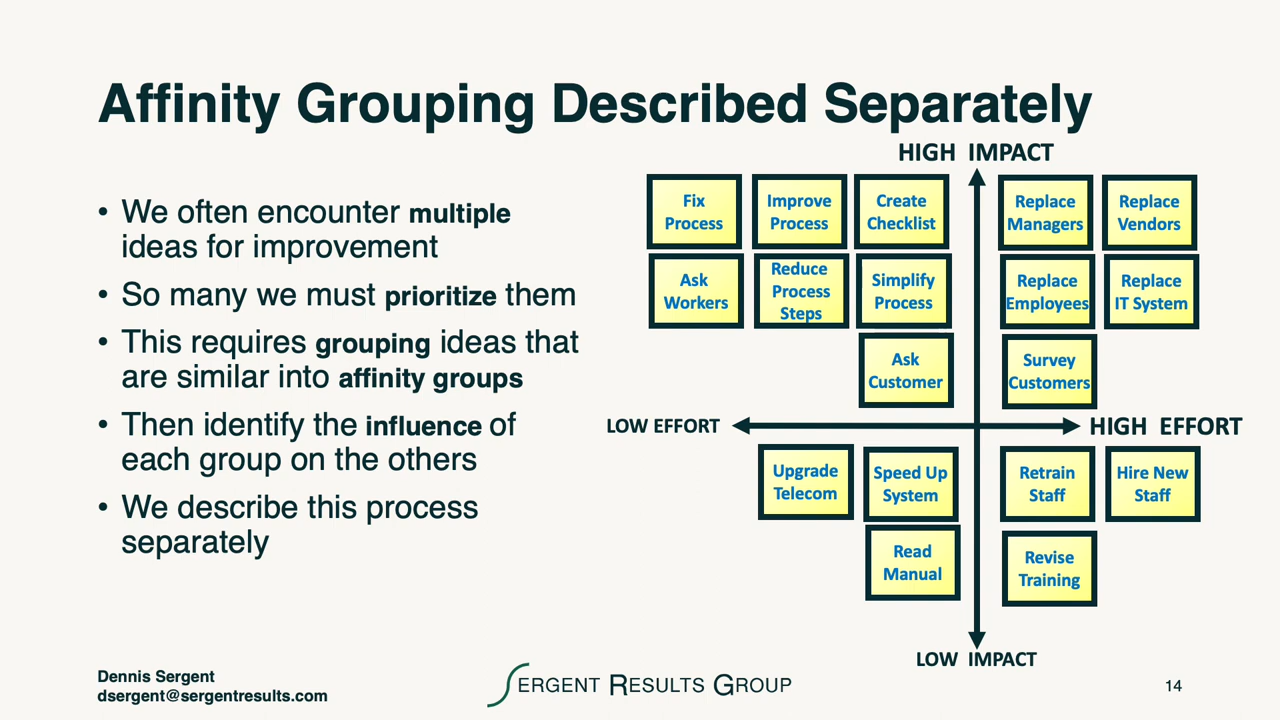 Affinity Grouping Described Separately
• We often encounter multiple
ideas for improvement
• So many we must prioritize them
• This requires grouping ideas that
are similar into affinity groups
• Then identify the influence of
each group on the others
• We describe this process
separately
HIGH IMPACT
Fix
Process
Improve
Process
Create
Checklist
Replace
Managers
Replace
Vendors
Ask
Workers
Reduce
Process
Steps
Simplify
Process
Replace
Employees
Replace
IT System
Ask
Customer
Survey
Customers
LOW EFFORT
HIGH EFFORT
Upgrade
Telecom
Speed Up
System
Retrain
Staff
Hire New
Staff
Read
Manual
Revise
Training
LOW IMPACT
Dennis Sergent
dsergent@sergentresults.com
SERGENT RESULTS GROUP
14